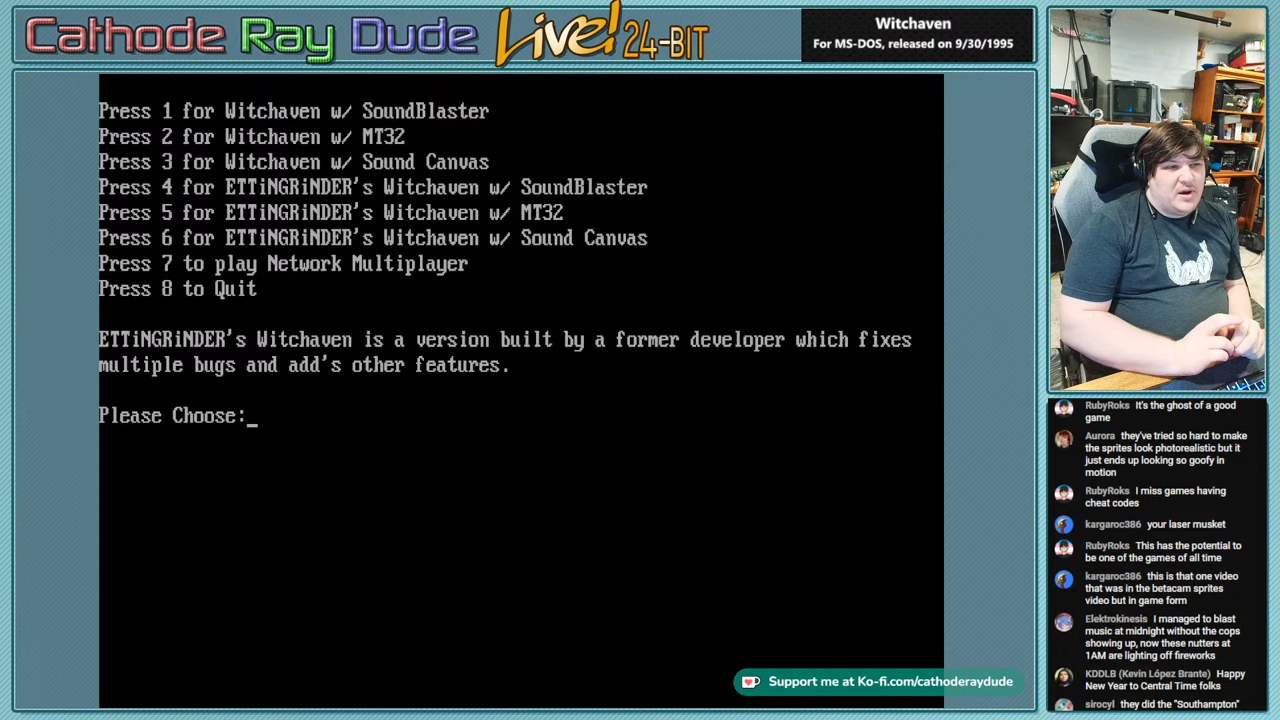 Cathode Ray Dude Live! 24-BIT
Witchaven
For MS-DOS, released on 9/30/1995
Press 1 for Witchaven w/ SoundBlaster
Press 2 for Witchaven w/ MT32
Press 3 for Witchaven w/ Sound Canvas
Press 4 for ETTiNGRiNDER's Witchaven w/ SoundBlaster
Press 5 for ETTiNGRiNDER's Witchaven w/ MT32
Press 6 for ETTiNGRiNDER's Witchaven w/ Sound Canvas
Press 7 to play Network Multiplayer
Press 8 to Quit
ETTiNGRiNDER's Witchaven is a version built by a former developer which fixes
multiple bugs and add's other features.
Please Choose:_
Support me at Ko-fi.com/cathoderaydude
RubyRoks It's the ghost of a good
game
Aurora they've tried so hard to make
the sprites look photorealistic but it
just ends up looking so goofy in
motion
RubyRoks I miss games having
cheat codes
kargaroc386 your laser musket
RubyRoks This has the potential to
be one of the games of all time
kargaroc386 this is that one video
that was in the betacam sprites
video but in game form
Elektrokinesis I managed to blast
music at midnight without the cops
showing up, now these nutters at
1AM are lighting off fireworks
KDDLB (Kevin López Brante) Happy
New Year to Central Time folks
sirocyl they did the "Southampton"